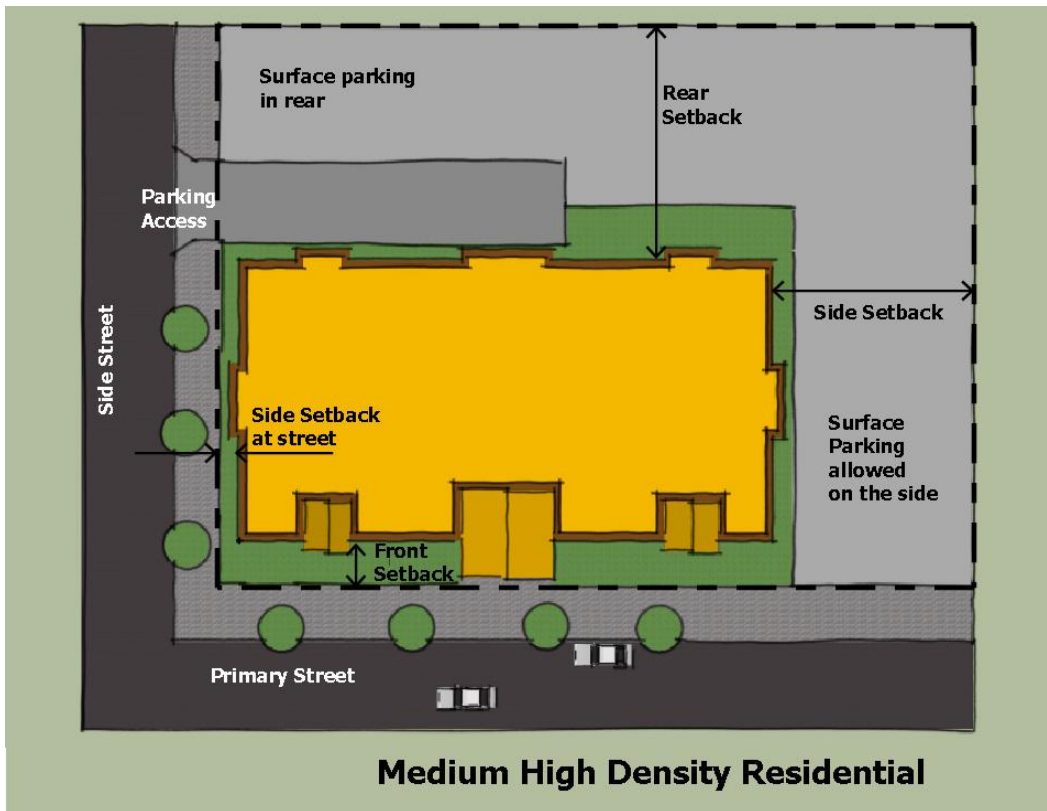 Surface parking
in rear
Rear
Setback
Parking
Access
Side Setback
Side Street
Side Setback
at street
Surface
Parking
allowed
on the side
Front
Setback
Primary Street
Medium High Density Residential